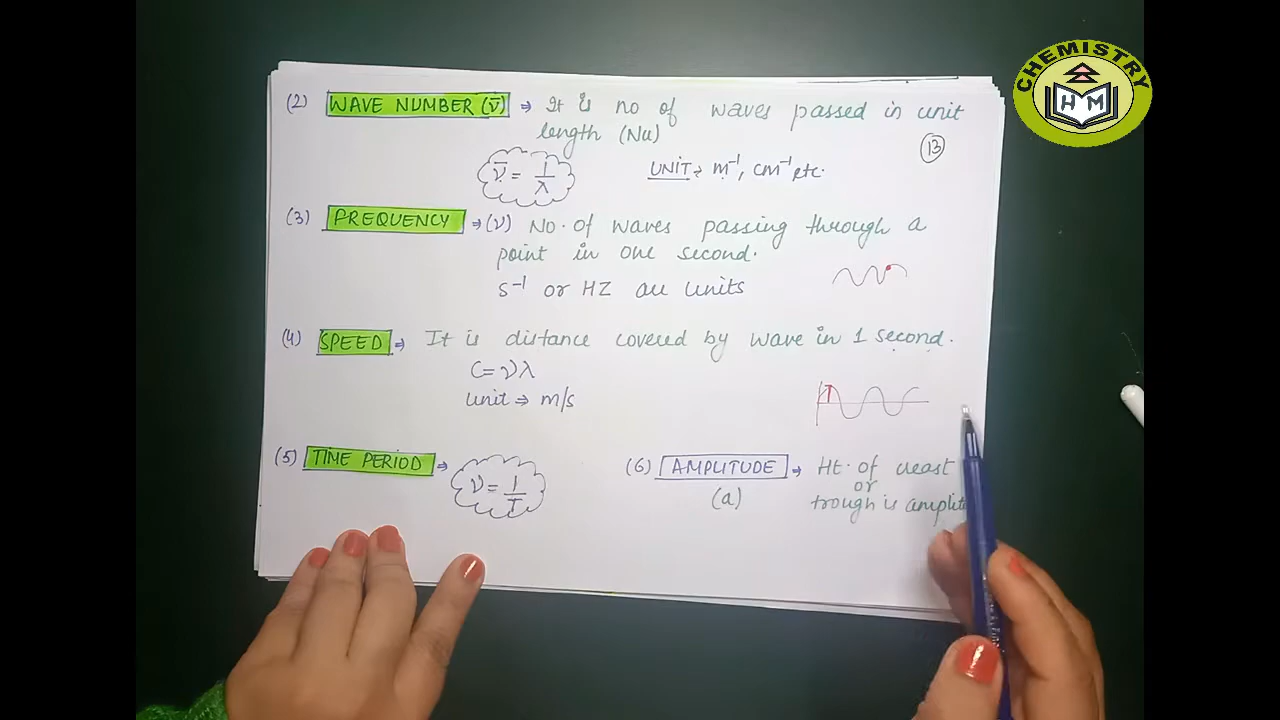 CHEMISTRY
HM
(2) WAVE NUMBER (ν̅) ⇒ It is no of waves passed in unit
length (Nu)
13
ν̅ = 1/λ UNIT ⇒ m⁻¹, cm⁻¹ etc.
(3) FREQUENCY ⇒ (ν) No. of waves passing through a
point in one second.
S⁻¹ or HZ are units
(4) SPEED ⇒ It is distance covered by wave in 1 second.
C = νλ
unit ⇒ m/s
(5) TIME PERIOD ⇒ ν = 1/T
(6) AMPLITUDE → Ht. of crest
or
(a) trough is amplit